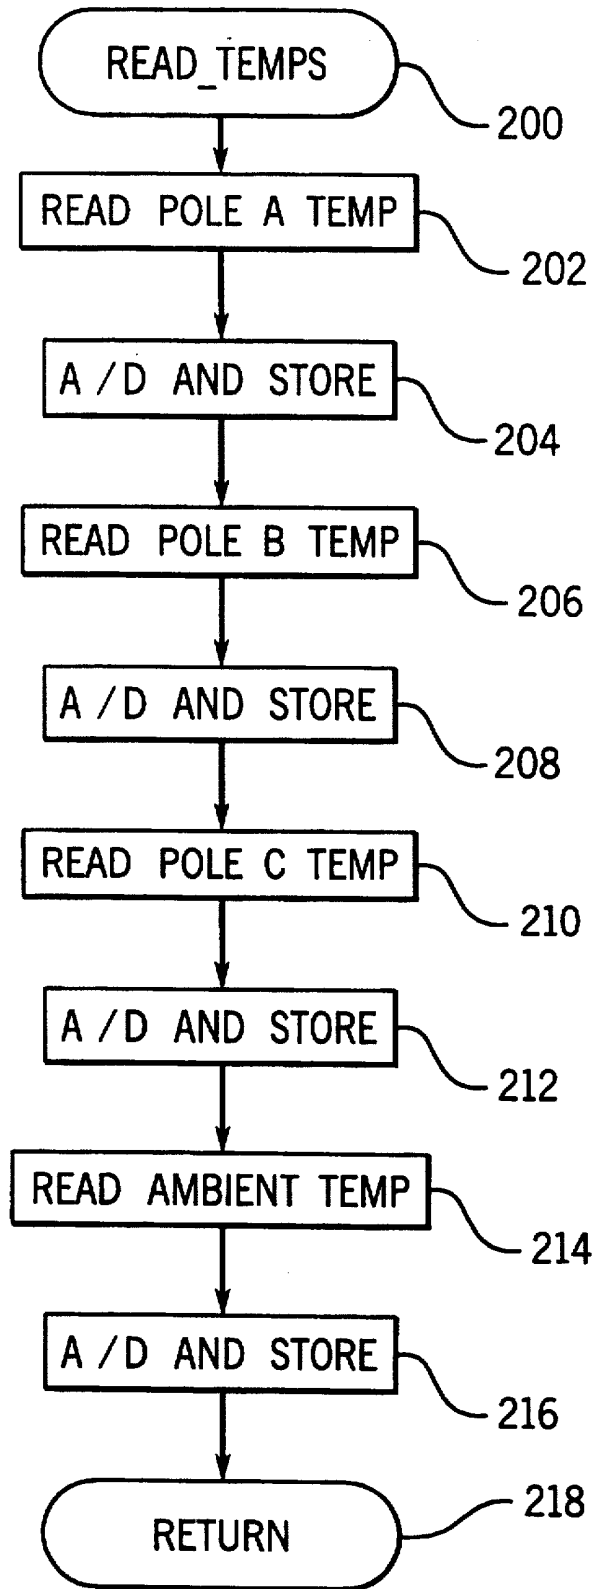 READ_TEMPS
200
READ POLE A TEMP
202
A/D AND STORE
204
READ POLE B TEMP
206
A/D AND STORE
208
READ POLE C TEMP
210
A/D AND STORE
212
READ AMBIENT TEMP
214
A/D AND STORE
216
RETURN
218